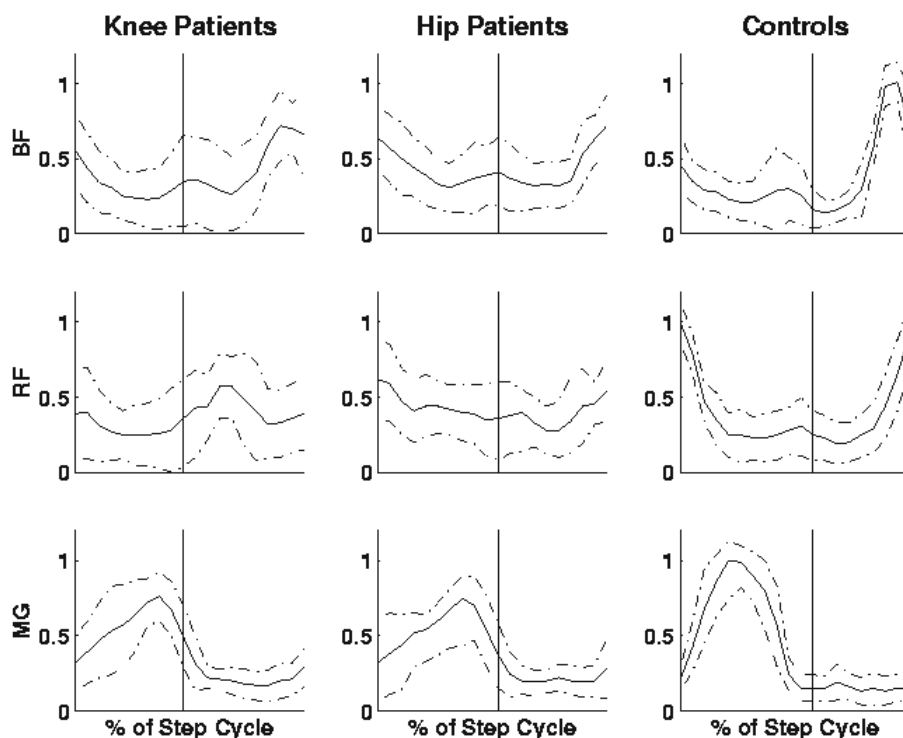 Knee Patients Hip Patients Controls
BF
1 1 1
0.5 0.5 0.5
0 0 0
RF
1 1 1
0.5 0.5 0.5
0 0 0
MG
1 1 1
0.5 0.5 0.5
0 0 0
% of Step Cycle % of Step Cycle % of Step Cycle